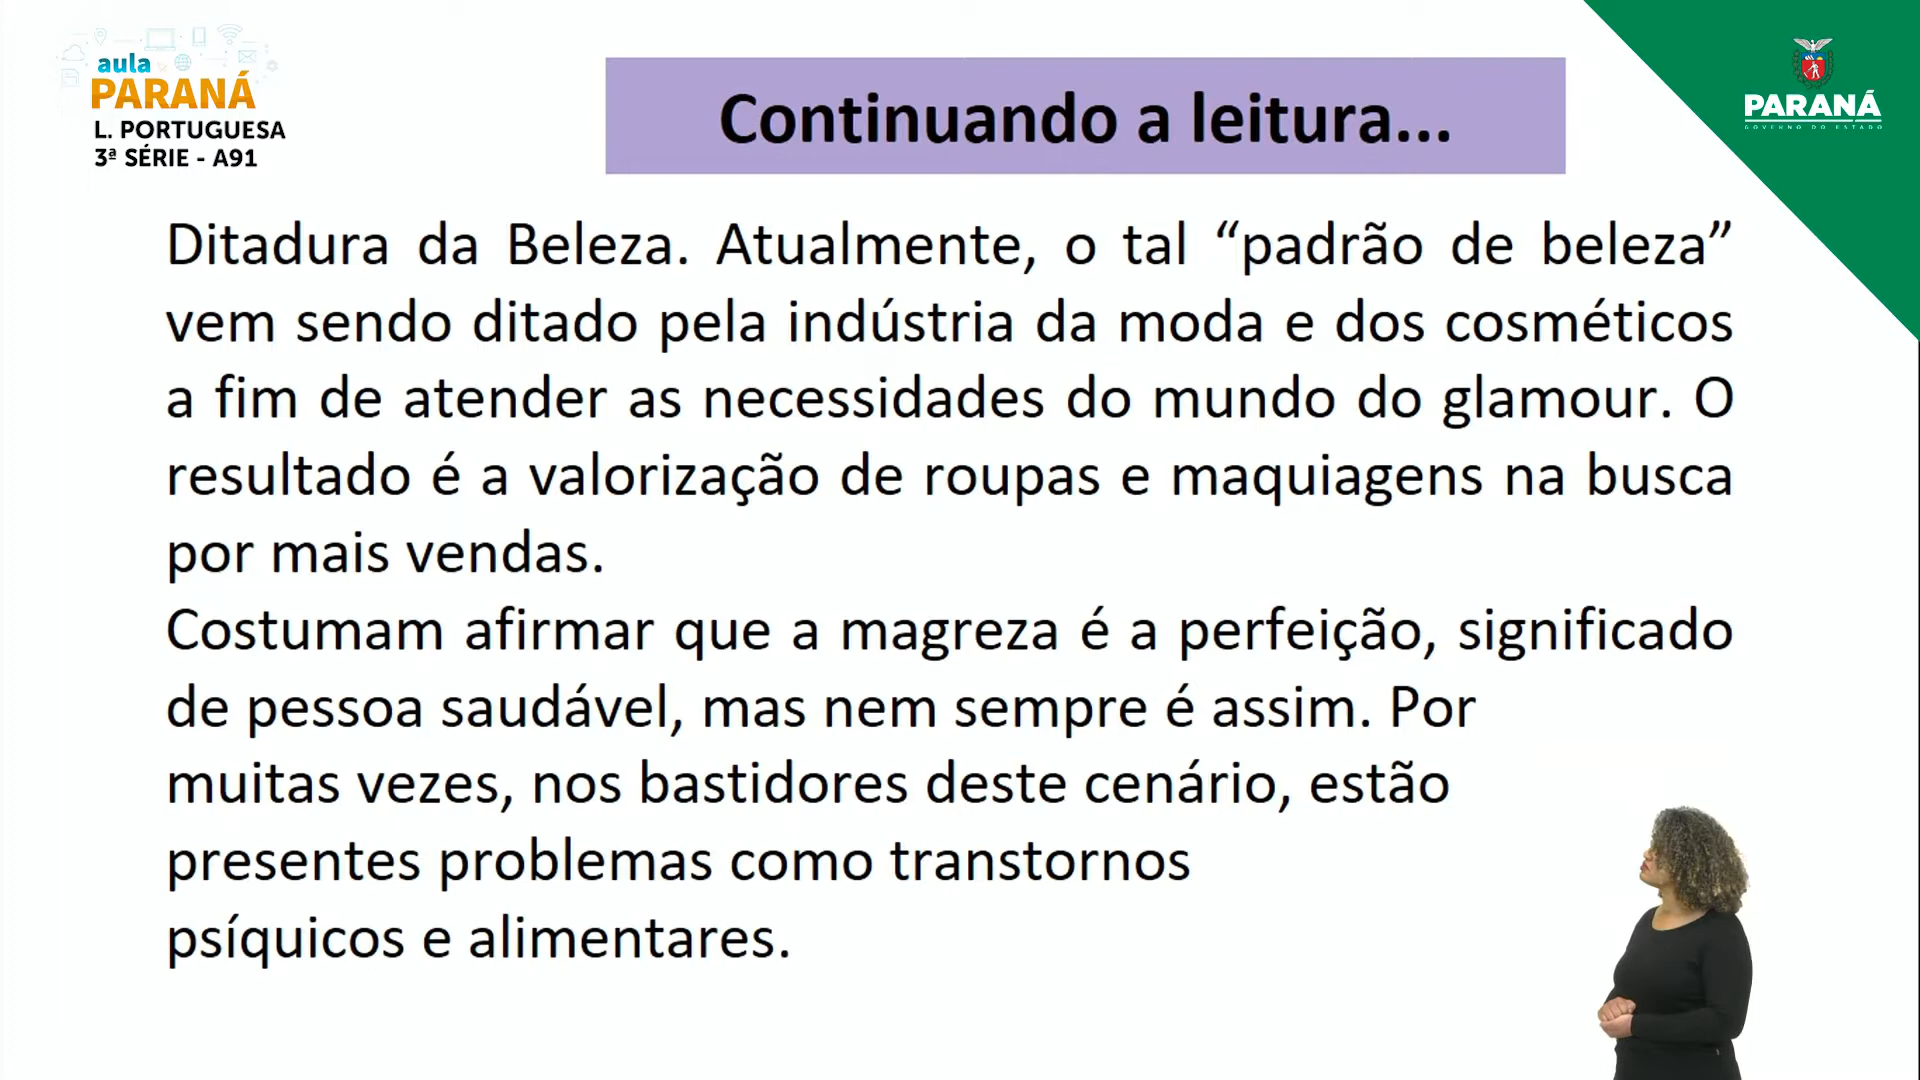 aula
PARANÁ
L. PORTUGUESA
3ª SÉRIE - A91
Continuando a leitura...
PARANÁ
GOVERNO DO ESTADO
Ditadura da Beleza. Atualmente, o tal “padrão de beleza”
vem sendo ditado pela indústria da moda e dos cosméticos
a fim de atender as necessidades do mundo do glamour. O
resultado é a valorização de roupas e maquiagens na busca
por mais vendas.
Costumam afirmar que a magreza é a perfeição, significado
de pessoa saudável, mas nem sempre é assim. Por
muitas vezes, nos bastidores deste cenário, estão
presentes problemas como transtornos
psíquicos e alimentares.